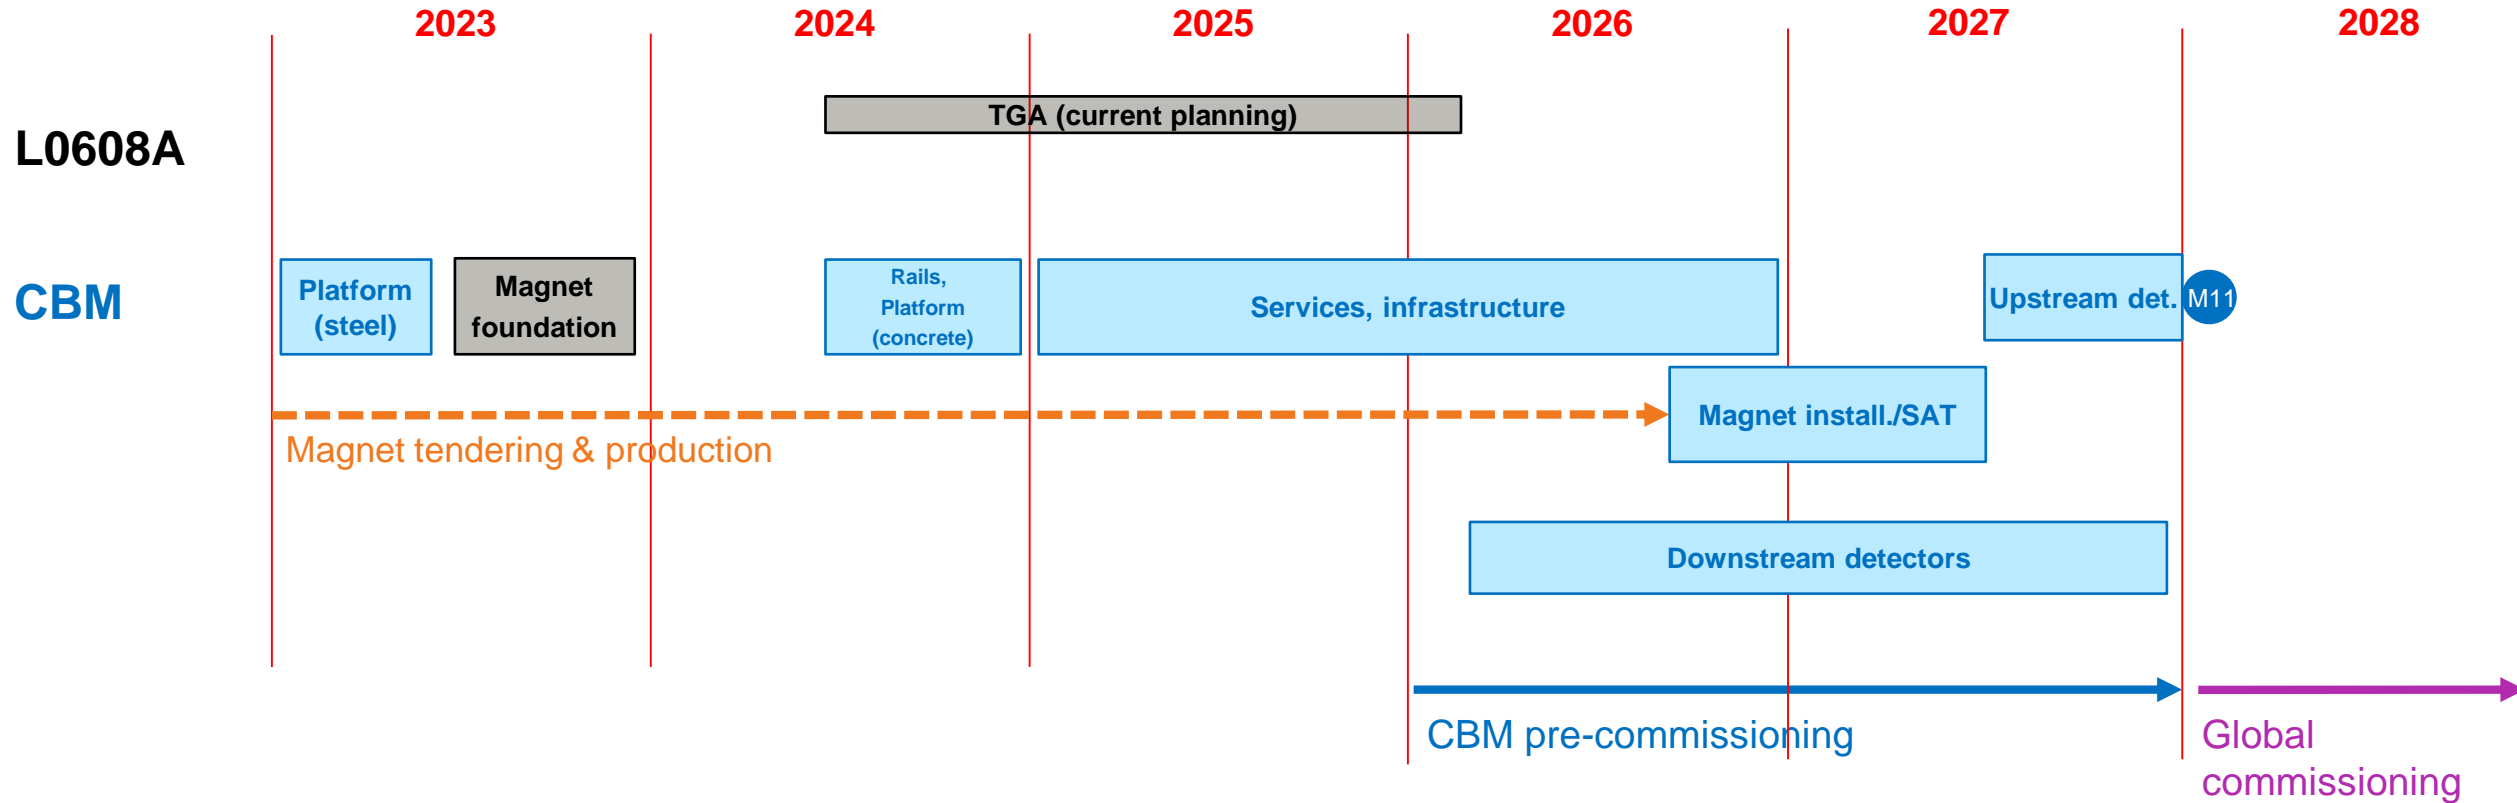 2023
2024
2025
2026
2027
2028
L0608A
TGA (current planning)
CBM
Platform
(steel)
Magnet
foundation
Rails,
Platform
(concrete)
Services, infrastructure
Upstream det.
M11
Magnet tendering & production
Magnet install./SAT
Downstream detectors
CBM pre-commissioning
Global
commissioning